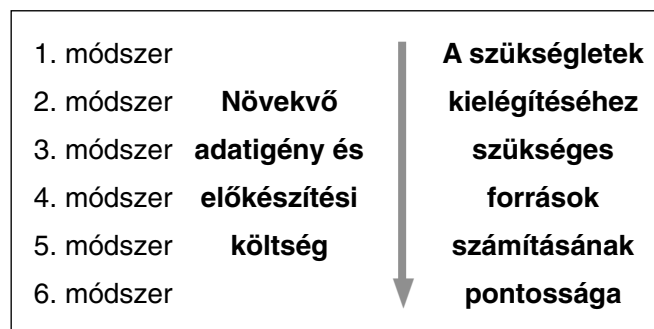 1. módszer
2. módszer
3. módszer
4. módszer
5. módszer
6. módszer
Növekvő
adatigény és
előkészítési
költség
A szükségletek
kielégítéséhez
szükséges
források
számításának
pontossága